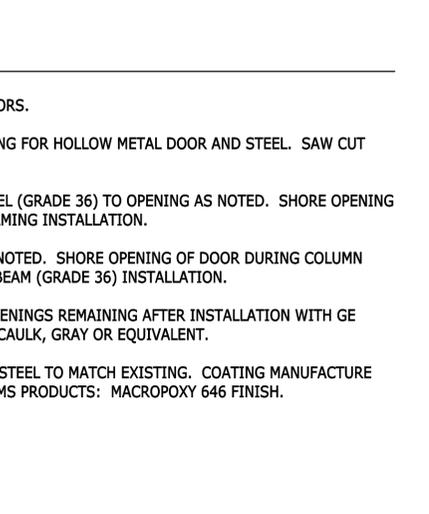 ORS.
NG FOR HOLLOW METAL DOOR AND STEEL.  SAW CUT
EL (GRADE 36) TO OPENING AS NOTED.  SHORE OPENING
AMING INSTALLATION.
NOTED.  SHORE OPENING OF DOOR DURING COLUMN
BEAM (GRADE 36) INSTALLATION.
ENINGS REMAINING AFTER INSTALLATION WITH GE
CAULK, GRAY OR EQUIVALENT.
STEEL TO MATCH EXISTING.  COATING MANUFACTURE
MS PRODUCTS:  MACROPOXY 646 FINISH.